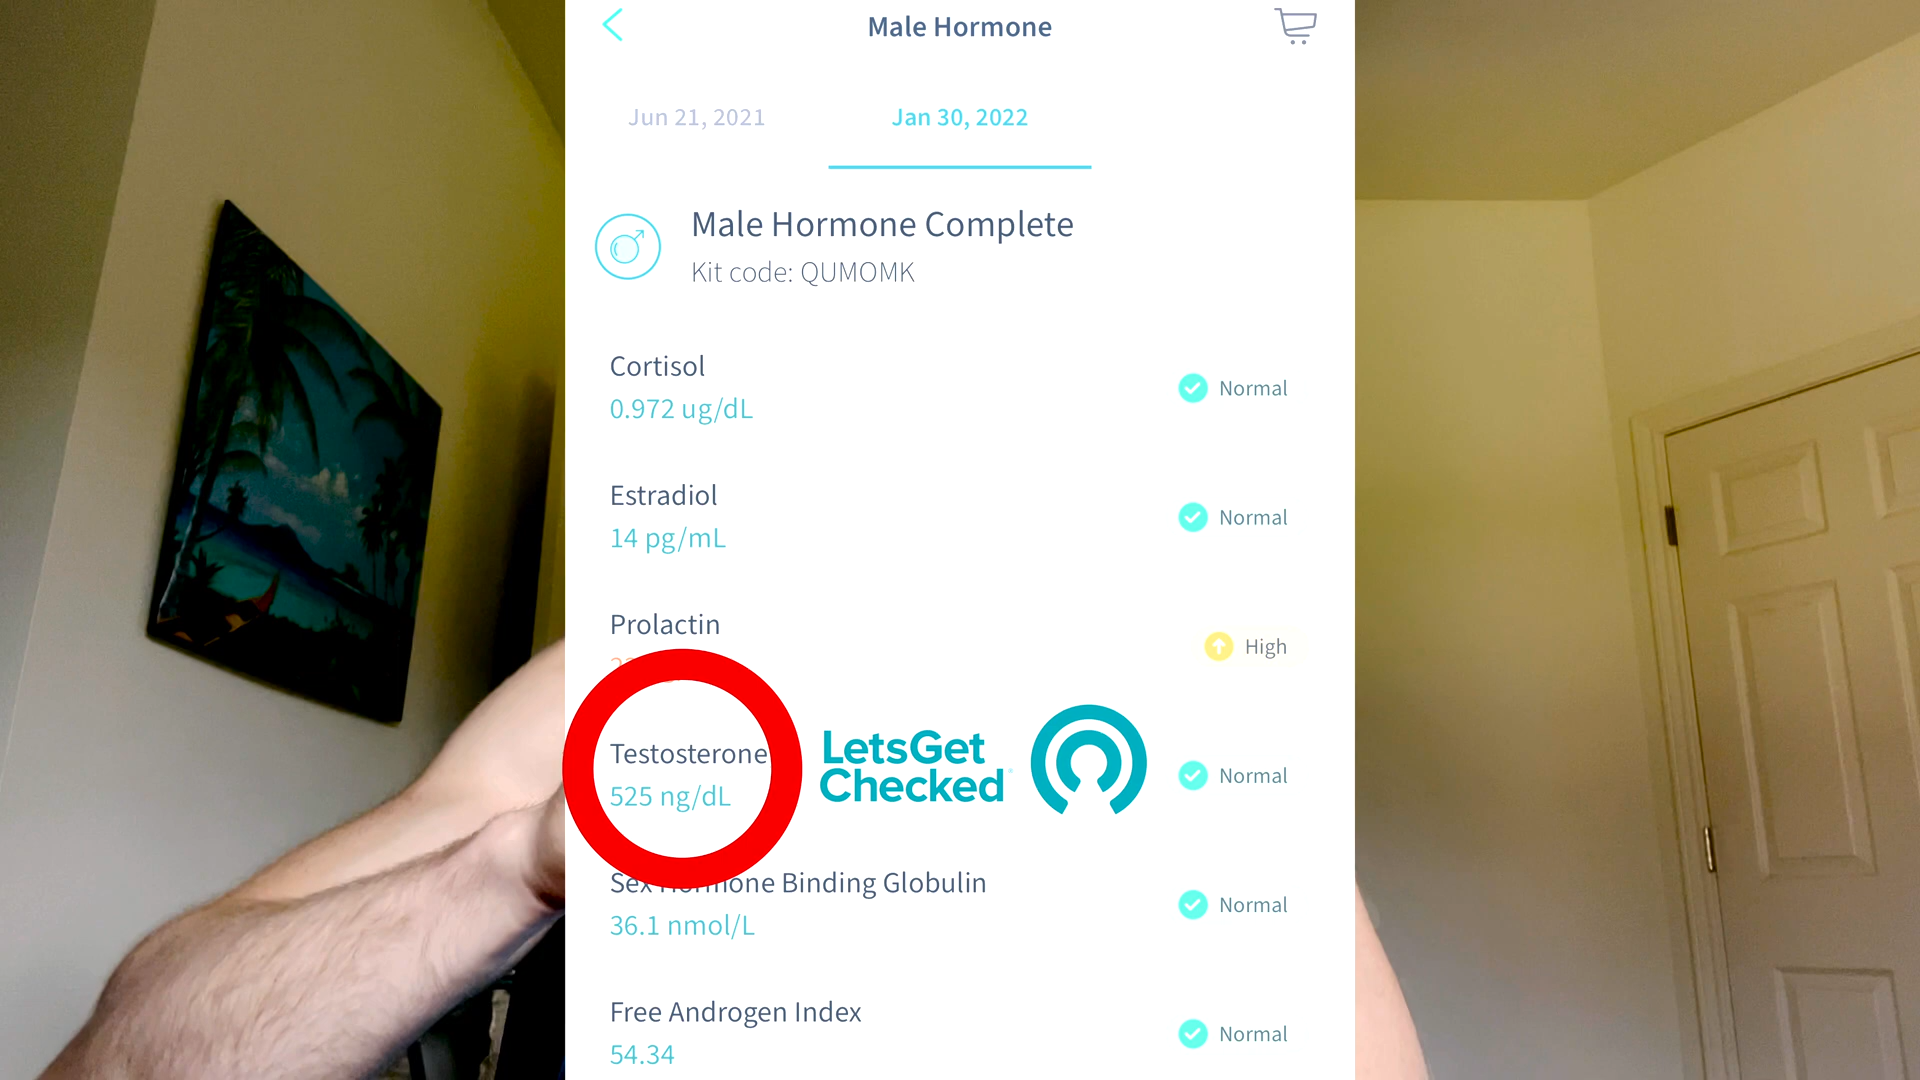 Male Hormone
Jun 21, 2021
Jan 30, 2022
Male Hormone Complete
Kit code: QUMOMK
Cortisol
0.972 ug/dL
Normal
Estradiol
14 pg/mL
Normal
Prolactin
High
Testosterone
525 ng/dL
LetsGet
Checked
Normal
Sex Hormone Binding Globulin
36.1 nmol/L
Normal
Free Androgen Index
54.34
Normal